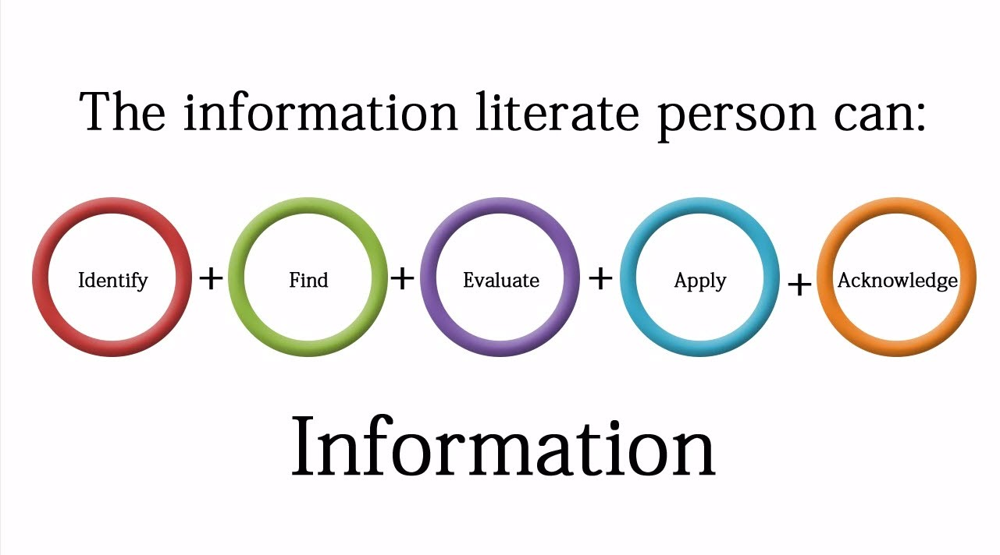 The information literate person can:
Identify + Find + Evaluate + Apply + Acknowledge
Information